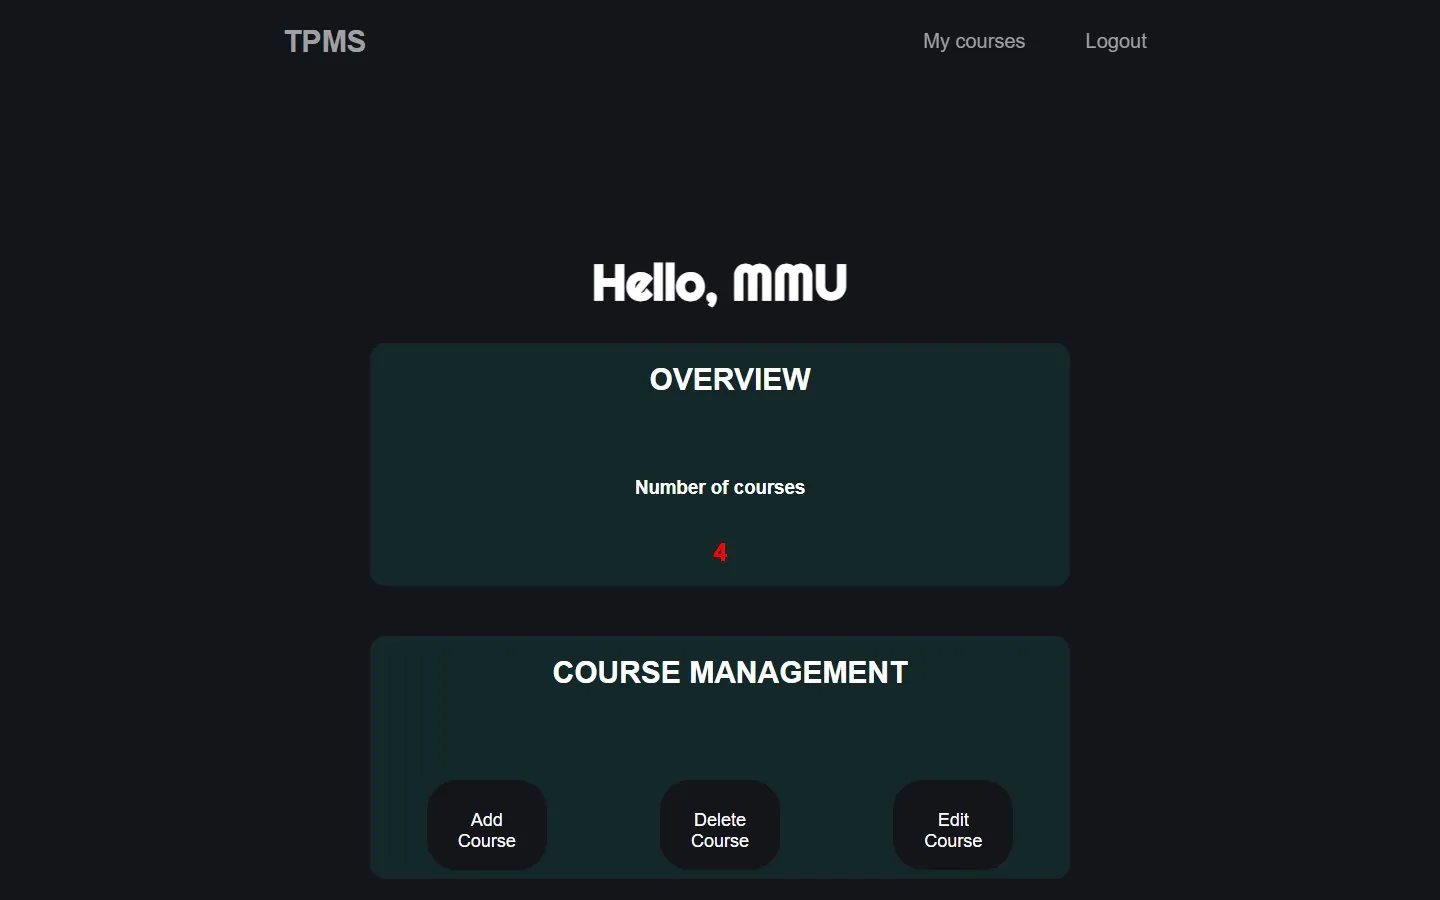 TPMS
My courses
Logout
Hello, MMU
OVERVIEW
Number of courses
4
COURSE MANAGEMENT
Add
Course
Delete
Course
Edit
Course